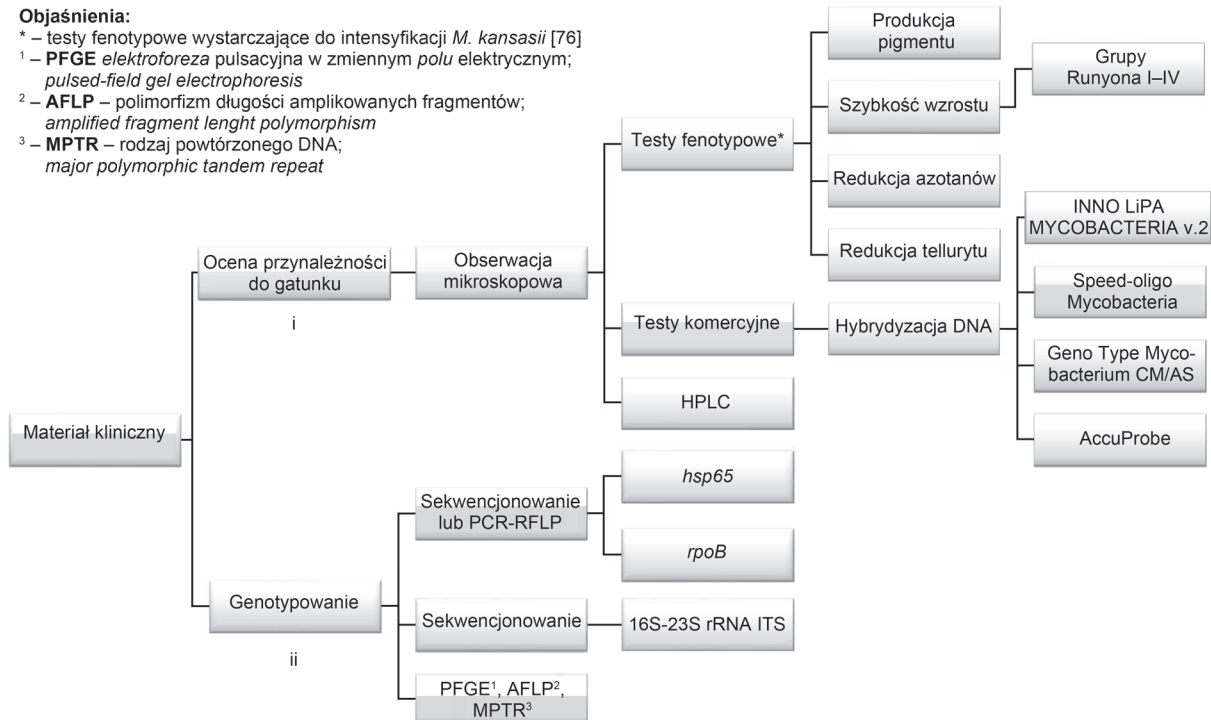 Objaśnienia:
* – testy fenotypowe wystarczające do intensyfikacji M. kansasii [76]
¹ – PFGE elektroforeza pulsacyjna w zmiennym polu elektrycznym;
pulsed-field gel electrophoresis
² – AFLP – polimorfizm długości amplikowanych fragmentów;
amplified fragment lenght polymorphism
³ – MPTR – rodzaj powtórzonego DNA;
major polymorphic tandem repeat
Materiał kliniczny
Ocena przynależności
do gatunku
i
Obserwacja
mikroskopowa
Testy fenotypowe*
Produkcja
pigmentu
Szybkość wzrostu
Grupy
Runyona I–IV
Redukcja azotanów
Redukcja tellurytu
Testy komercyjne
Hybrydyzacja DNA
INNO LiPA
MYCOBACTERIA v.2
Speed-oligo
Mycobacteria
Geno Type Myco-
bacterium CM/AS
AccuProbe
HPLC
Genotypowanie
ii
Sekwencjonowanie
lub PCR-RFLP
hsp65
rpoB
Sekwencjonowanie
16S-23S rRNA ITS
PFGE¹, AFLP²,
MPTR³